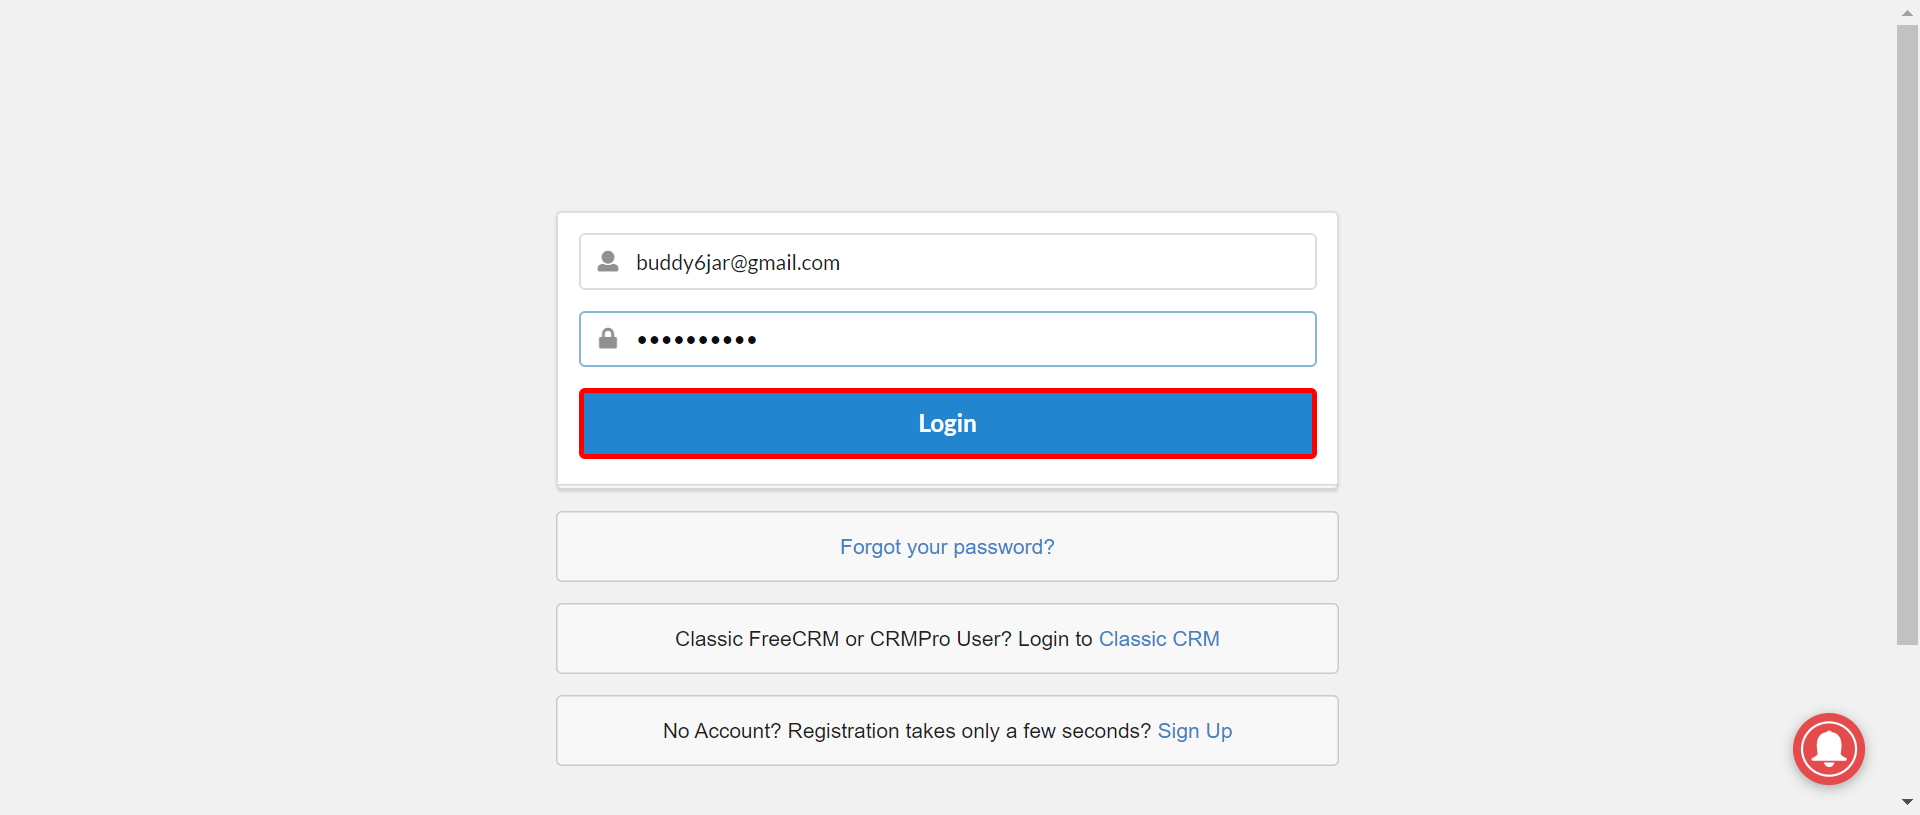 buddy6jar@gmail.com
••••••••••
Login
Forgot your password?
Classic FreeCRM or CRMPro User? Login to Classic CRM
No Account? Registration takes only a few seconds? Sign Up